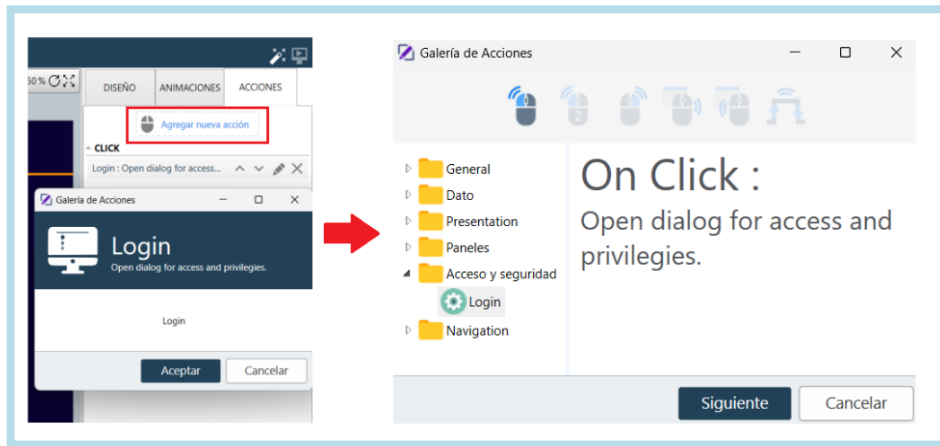 50%
DISEÑO ANIMACIONES ACCIONES
Agregar nueva acción
CLICK
Login : Open dialog for access...
Galería de Acciones
Login
Open dialog for access and privilegies.
Login
Aceptar Cancelar
Galería de Acciones
2
General
Dato
Presentation
Paneles
Acceso y seguridad
Login
Navigation
On Click :
Open dialog for access and
privilegies.
Siguiente Cancelar